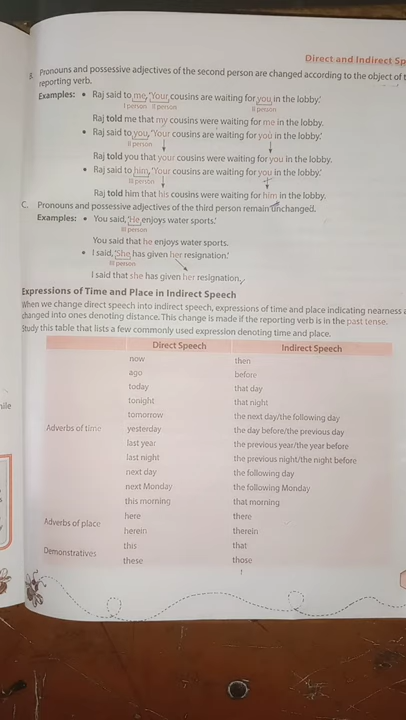 Direct and Indirect Sp
B. Pronouns and possessive adjectives of the second person are changed according to the object of t
reporting verb.
Examples: • Raj said to me, 'Your cousins are waiting for you in the lobby.'
I person II person II person
Raj told me that my cousins were waiting for me in the lobby.
• Raj said to you, 'Your cousins are waiting for you in the lobby.'
II person
Raj told you that your cousins were waiting for you in the lobby.
• Raj said to him, 'Your cousins are waiting for you in the lobby.'
III person
Raj told him that his cousins were waiting for him in the lobby.
C. Pronouns and possessive adjectives of the third person remain unchanged.
Examples: • You said, 'He enjoys water sports.'
III person
You said that he enjoys water sports.
• I said, 'She has given her resignation.'
III person
I said that she has given her resignation.
Expressions of Time and Place in Indirect Speech
When we change direct speech into indirect speech, expressions of time and place indicating nearness a
changed into ones denoting distance. This change is made if the reporting verb is in the past tense.
Study this table that lists a few commonly used expression denoting time and place.
Direct Speech Indirect Speech
now then
ago before
today that day
tonight that night
tomorrow the next day/the following day
Adverbs of time yesterday the day before/the previous day
last year the previous year/the year before
last night the previous night/the night before
next day the following day
next Monday the following Monday
this morning that morning
Adverbs of place here there
herein therein
Demonstratives this that
these those